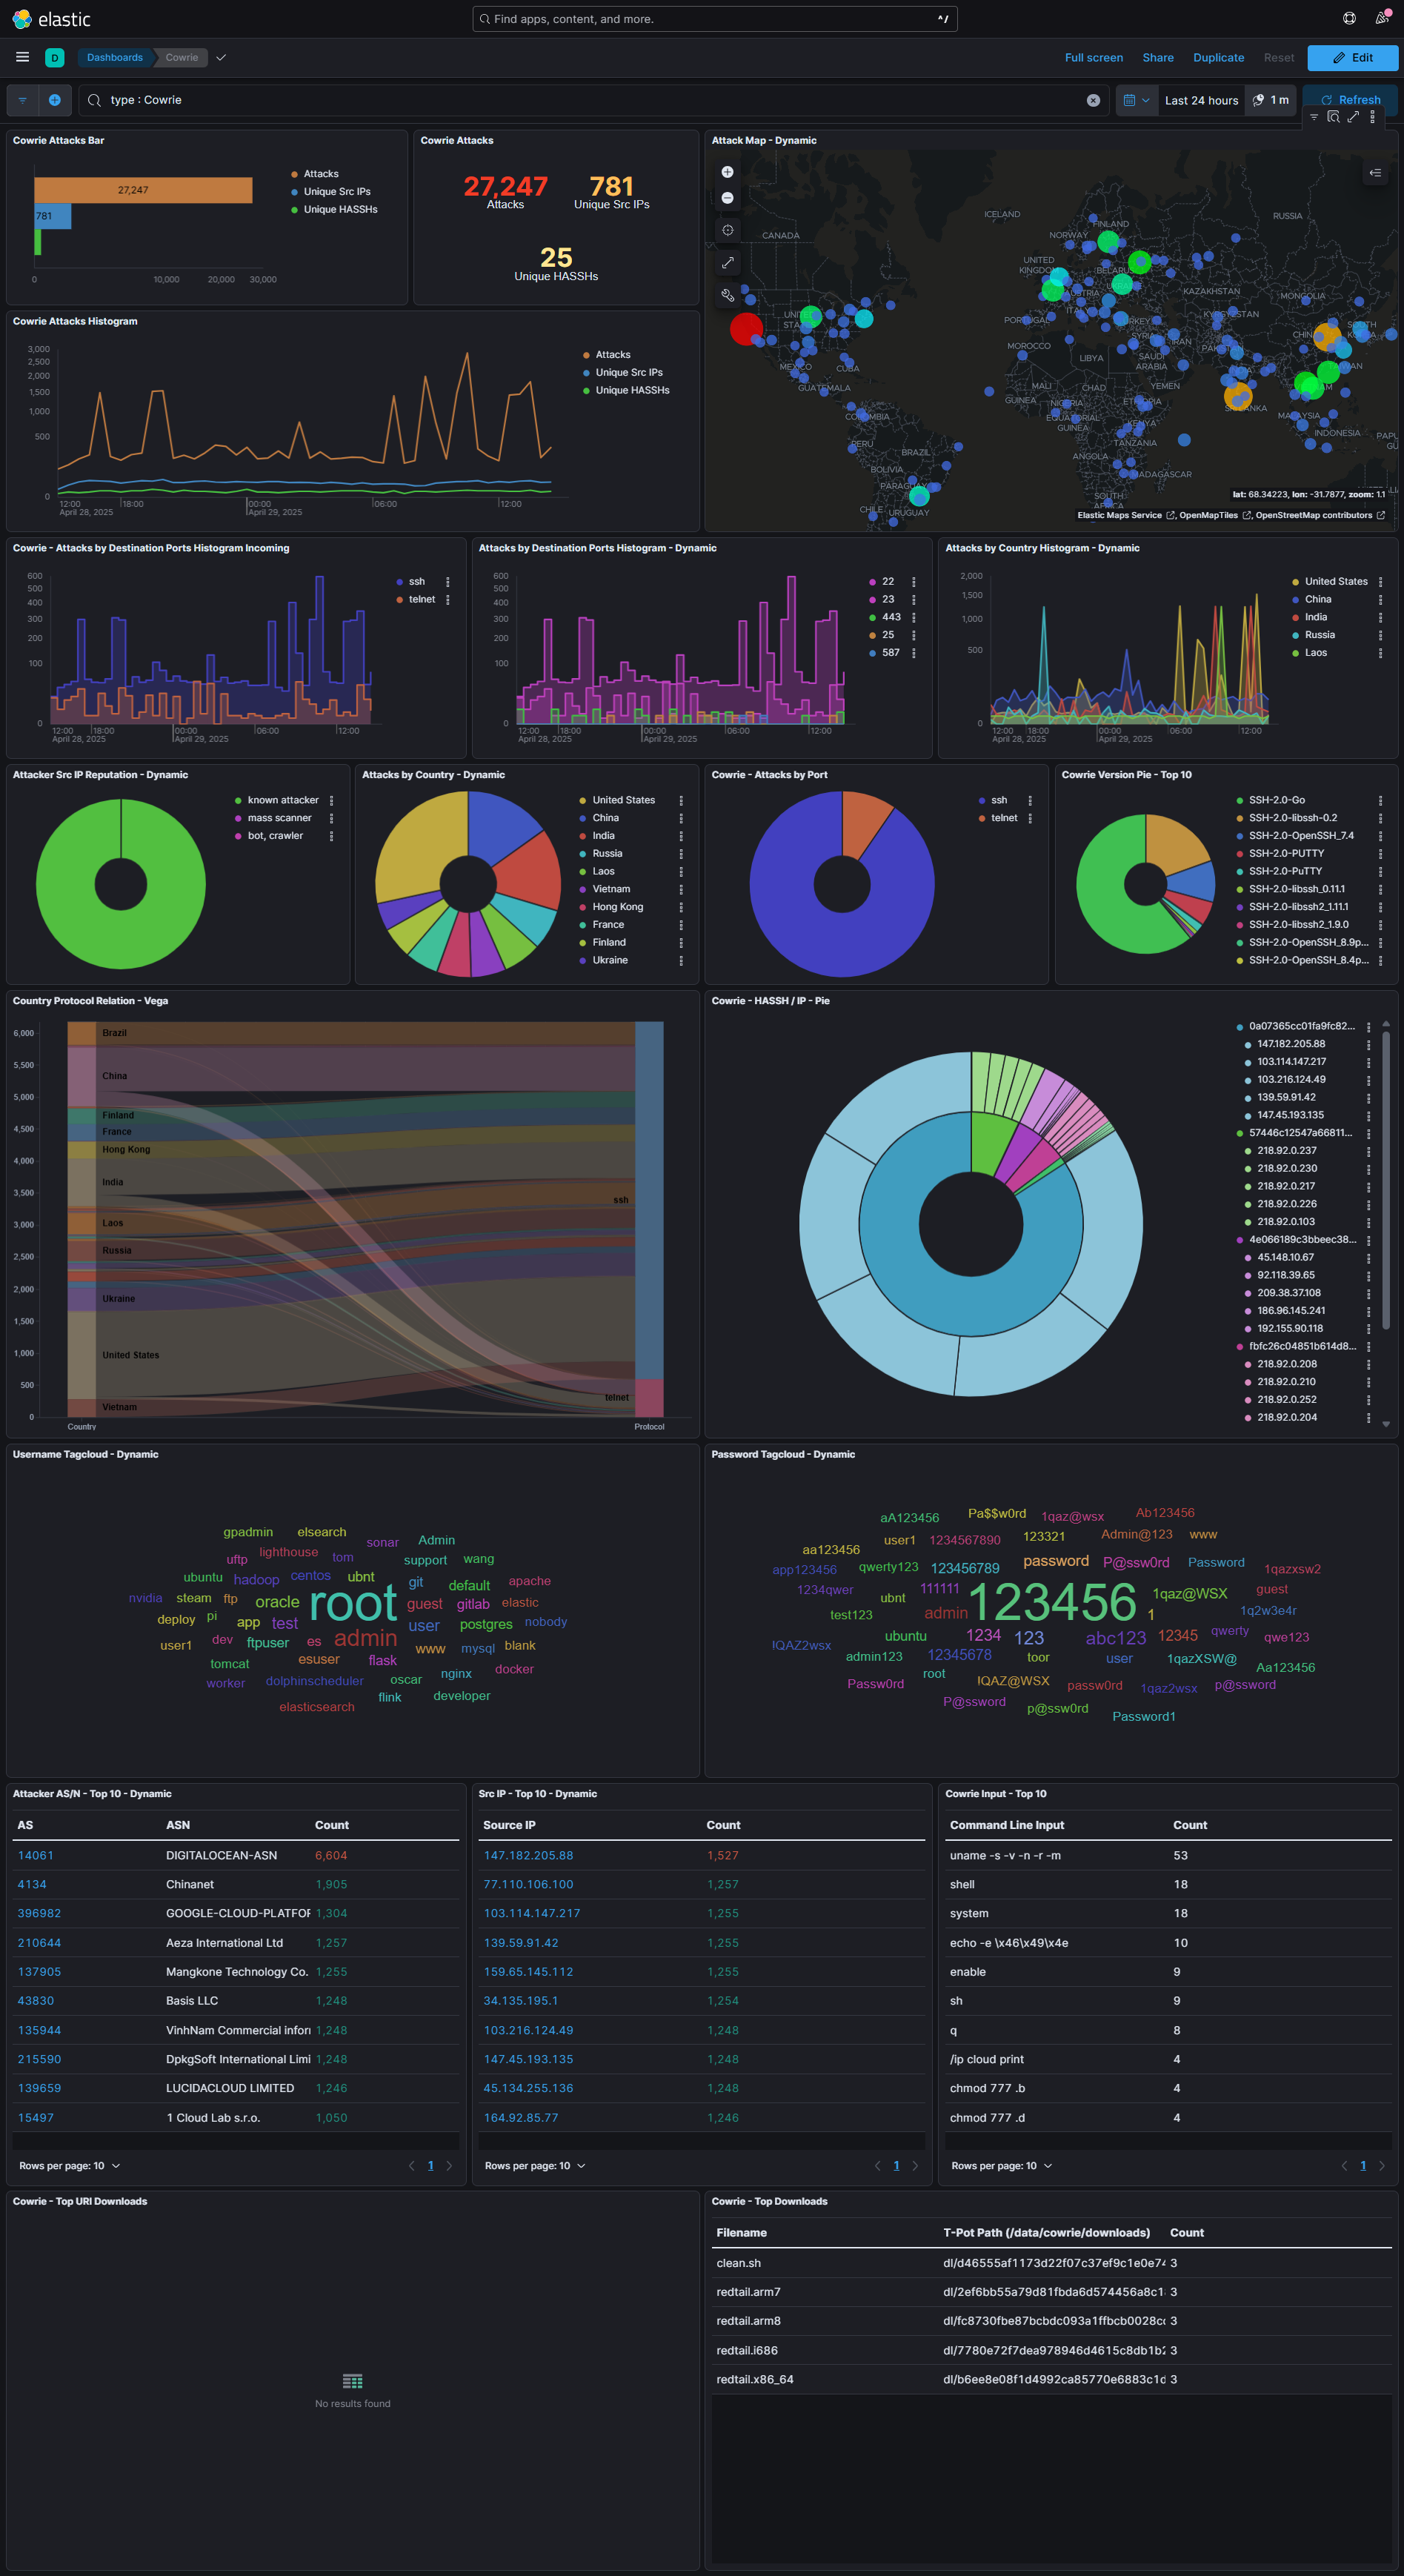 elastic
Find apps, content, and more.
^/
D
Dashboards
Cowrie
Full screen
Share
Duplicate
Reset
Edit
type : Cowrie
Last 24 hours
1 m
Refresh
Cowrie Attacks Bar
27,247
781
0
10,000
20,000
30,000
Attacks
Unique Src IPs
Unique HASSHs
Cowrie Attacks
27,247
Attacks
781
Unique Src IPs
25
Unique HASSHs
Attack Map - Dynamic
ICELAND
RUSSIA
CANADA
FINLAND
NORWAY
UNITED
KINGDOM
KAZAKHSTAN
MONGOLIA
PORTUGAL
MOROCCO
LIBYA
SAUDI
ARABIA
IRAN
MEXICO
CUBA
GUATEMALA
MALI
CHAD
YEMEN
GUINEA
NIGERIA
EQUATORIAL
GUINEA
KENYA
TANZANIA
MALAYSIA
INDONESIA
COLOMBIA
PERU
BRAZIL
BOLIVIA
ANGOLA
MADAGASCAR
CHILE
URUGUAY
SOUTH
AFRICA
lat: 68.34223, lon: -31.7877, zoom: 1.1
Elastic Maps Service , OpenMapTiles , OpenStreetMap contributors
Cowrie Attacks Histogram
3,000
2,500
2,000
1,500
1,000
500
0
12:00
April 28, 2025
18:00
00:00
April 29, 2025
06:00
12:00
Attacks
Unique Src IPs
Unique HASSHs
Cowrie - Attacks by Destination Ports Histogram Incoming
600
500
400
300
200
100
0
12:00
April 28, 2025
18:00
00:00
April 29, 2025
06:00
12:00
ssh
telnet
Attacks by Destination Ports Histogram - Dynamic
600
500
400
300
200
100
0
12:00
April 28, 2025
18:00
00:00
April 29, 2025
06:00
12:00
22
23
443
25
587
Attacks by Country Histogram - Dynamic
2,000
1,500
1,000
500
0
12:00
April 28, 2025
18:00
00:00
April 29, 2025
06:00
12:00
United States
China
India
Russia
Laos
Attacker Src IP Reputation - Dynamic
known attacker
mass scanner
bot, crawler
Attacks by Country - Dynamic
United States
China
India
Russia
Laos
Vietnam
Hong Kong
France
Finland
Ukraine
Cowrie - Attacks by Port
ssh
telnet
Cowrie Version Pie - Top 10
SSH-2.0-Go
SSH-2.0-libssh-0.2
SSH-2.0-OpenSSH_7.4
SSH-2.0-PUTTY
SSH-2.0-PuTTY
SSH-2.0-libssh_0.11.1
SSH-2.0-libssh2_1.11.1
SSH-2.0-libssh2_1.9.0
SSH-2.0-OpenSSH_8.9p...
SSH-2.0-OpenSSH_8.4p...
Country Protocol Relation - Vega
6,000
5,500
5,000
4,500
4,000
3,500
3,000
2,500
2,000
1,500
1,000
500
0
Brazil
China
Finland
France
Hong Kong
India
Laos
Russia
Ukraine
United States
Vietnam
ssh
telnet
Country
Protocol
Cowrie - HASSH / IP - Pie
0a07365cc01fa9fc82...
147.182.205.88
103.114.147.217
103.216.124.49
139.59.91.42
147.45.193.135
57446c12547a66811...
218.92.0.237
218.92.0.230
218.92.0.217
218.92.0.226
218.92.0.103
4e066189c3bbeec38...
45.148.10.67
92.118.39.65
209.38.37.108
186.96.145.241
192.155.90.118
fbfc26c04851b614d8...
218.92.0.208
218.92.0.210
218.92.0.252
218.92.0.204
Username Tagcloud - Dynamic
gpadmin elsearch
sonar Admin
uftp lighthouse tom support wang
ubuntu hadoop centos ubnt git default apache
nvidia steam ftp oracle root guest gitlab elastic
deploy pi app test user postgres nobody
user1 dev ftpuser es admin www mysql blank
tomcat esuser flask nginx docker
worker dolphinscheduler oscar
flink developer
elasticsearch
Password Tagcloud - Dynamic
aA123456 Pa$$w0rd 1qaz@wsx Ab123456
aa123456 user1 1234567890 123321 Admin@123 www
app123456 qwerty123 123456789 password P@ssw0rd Password 1qazxsw2
1234qwer ubnt 111111 123456 1qaz@WSX guest
test123 admin 1 1q2w3e4r
!QAZ2wsx ubuntu 1234 123 abc123 12345 qwerty qwe123
admin123 12345678 toor user 1qazXSW@ Aa123456
Passw0rd root !QAZ@WSX passw0rd 1qaz2wsx p@ssword
P@ssword p@ssw0rd Password1
Attacker AS/N - Top 10 - Dynamic
AS ASN Count
14061 DIGITALOCEAN-ASN 6,604
4134 Chinanet 1,905
396982 GOOGLE-CLOUD-PLATFOR 1,304
210644 Aeza International Ltd 1,257
137905 Mangkone Technology Co. 1,255
43830 Basis LLC 1,248
135944 VinhNam Commercial infori 1,248
215590 DpkgSoft International Limi 1,248
139659 LUCIDACLOUD LIMITED 1,246
15497 1 Cloud Lab s.r.o. 1,050
Rows per page: 10
1
Src IP - Top 10 - Dynamic
Source IP Count
147.182.205.88 1,527
77.110.106.100 1,257
103.114.147.217 1,255
139.59.91.42 1,255
159.65.145.112 1,255
34.135.195.1 1,254
103.216.124.49 1,248
147.45.193.135 1,248
45.134.255.136 1,248
164.92.85.77 1,246
Rows per page: 10
1
Cowrie Input - Top 10
Command Line Input Count
uname -s -v -n -r -m 53
shell 18
system 18
echo -e \x46\x49\x4e 10
enable 9
sh 9
q 8
/ip cloud print 4
chmod 777 .b 4
chmod 777 .d 4
Rows per page: 10
1
Cowrie - Top URI Downloads
No results found
Cowrie - Top Downloads
Filename T-Pot Path (/data/cowrie/downloads) Count
clean.sh dl/d46555af1173d22f07c37ef9c1e0e74 3
redtail.arm7 dl/2ef6bb55a79d81fbda6d574456a8c1 3
redtail.arm8 dl/fc8730fbe87bcbdc093a1ffbcb0028c 3
redtail.i686 dl/7780e72f7dea978946d4615c8db1b2 3
redtail.x86_64 dl/b6ee8e08f1d4992ca85770e6883c1 3